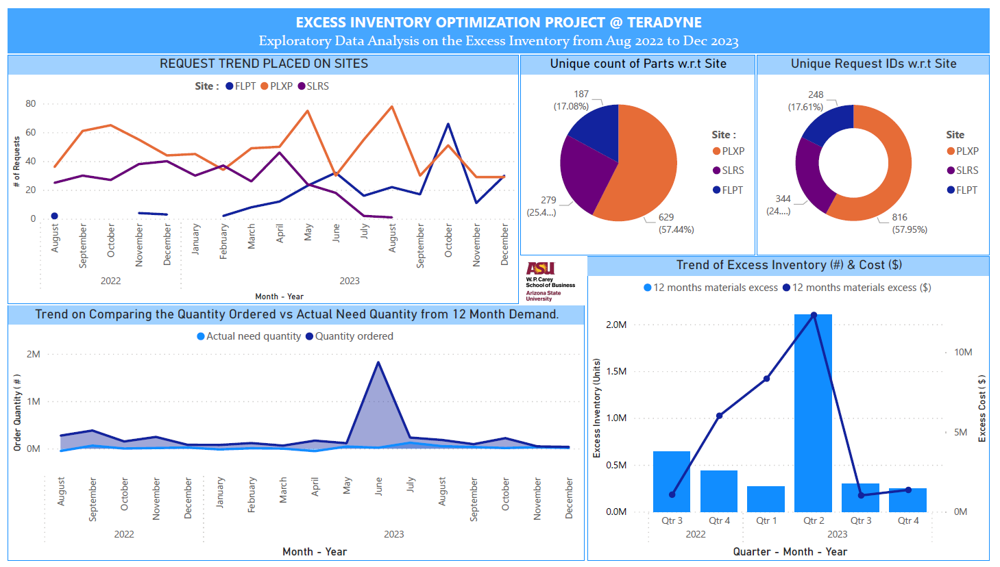 EXCESS INVENTORY OPTIMIZATION PROJECT @ TERADYNE
Exploratory Data Analysis on the Excess Inventory from Aug 2022 to Dec 2023
REQUEST TREND PLACED ON SITES
Site : FLPT PLXP SLRS
# of Requests
80
60
40
20
0
August September October November December January February March April May June July August September October November December
2022 2023
Month - Year
Unique count of Parts w.r.t Site
187
(17.08%)
279
(25.4...)
629
(57.44%)
Site :
PLXP
SLRS
FLPT
Unique Request IDs w.r.t Site
248
(17.61%)
344
(24....)
816
(57.95%)
Site
PLXP
SLRS
FLPT
ASU
W. P. Carey
School of Business
Arizona State
University
Trend on Comparing the Quantity Ordered vs Actual Need Quantity from 12 Month Demand.
Actual need quantity Quantity ordered
Order Quantity ( # )
2M
1M
0M
August September October November December January February March April May June July August September October November December
2022 2023
Month - Year
Trend of Excess Inventory (#) & Cost ($)
12 months materials excess 12 months materials excess ($)
Excess Inventory (Units)
2.0M
1.5M
1.0M
0.5M
0.0M
10M
5M
0M
Excess Cost ( $ )
Qtr 3 Qtr 4 Qtr 1 Qtr 2 Qtr 3 Qtr 4
2022 2023
Quarter - Month - Year